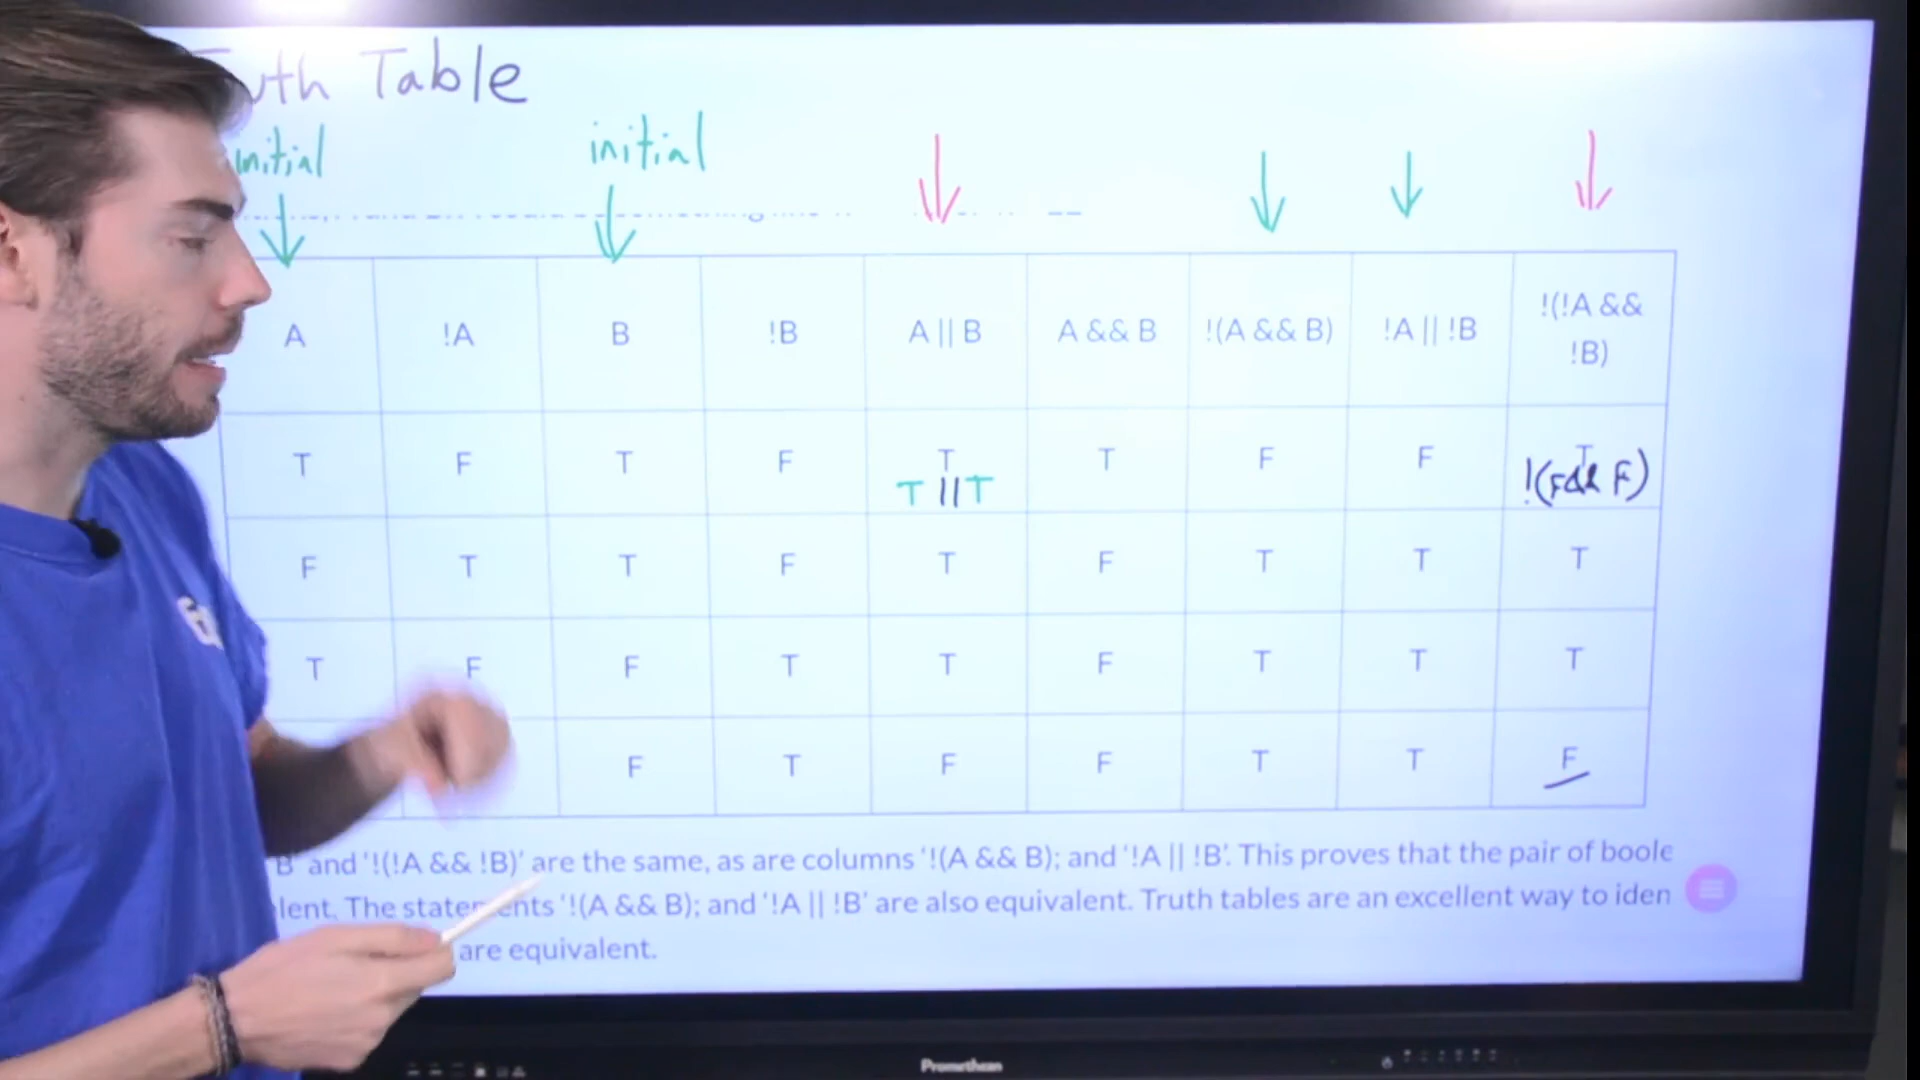 Truth Table
initial initial
A !A B !B A || B A && B !(A && B) !A || !B !(!A && !B)
T F T F T T F F T
T || T !(F && F)
F T T F T F T T T
T F F T T F T T T
F T F F T T F
B' and '!(!A && !B)' are the same, as are columns '!(A && B); and '!A || !B'. This proves that the pair of boole
lent. The statements '!(A && B); and '!A || !B' are also equivalent. Truth tables are an excellent way to iden
are equivalent.
Promethean